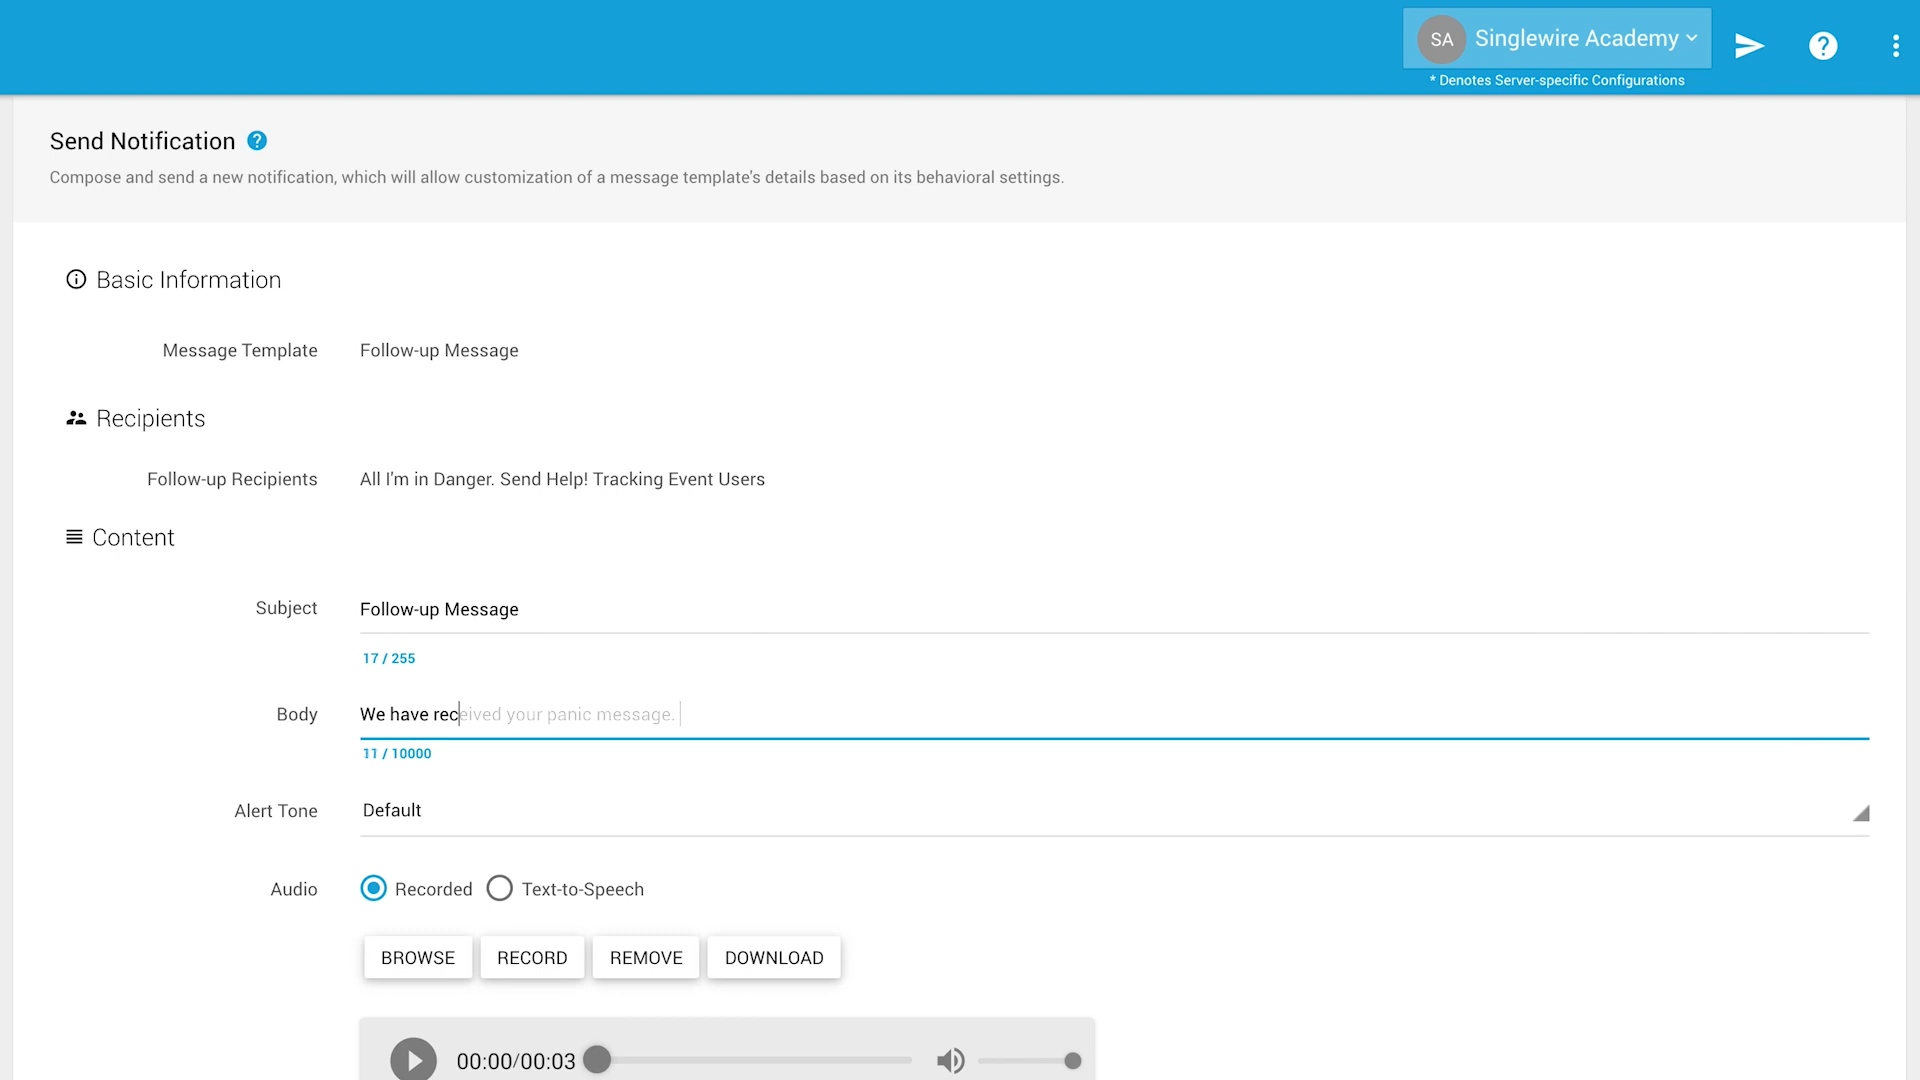 SA Singlewire Academy
* Denotes Server-specific Configurations
Send Notification
Compose and send a new notification, which will allow customization of a message template's details based on its behavioral settings.
Basic Information
Message Template Follow-up Message
Recipients
Follow-up Recipients All I'm in Danger. Send Help! Tracking Event Users
Content
Subject Follow-up Message
17 / 255
Body We have received your panic message.
11 / 10000
Alert Tone Default
Audio Recorded Text-to-Speech
BROWSE RECORD REMOVE DOWNLOAD
00:00/00:03